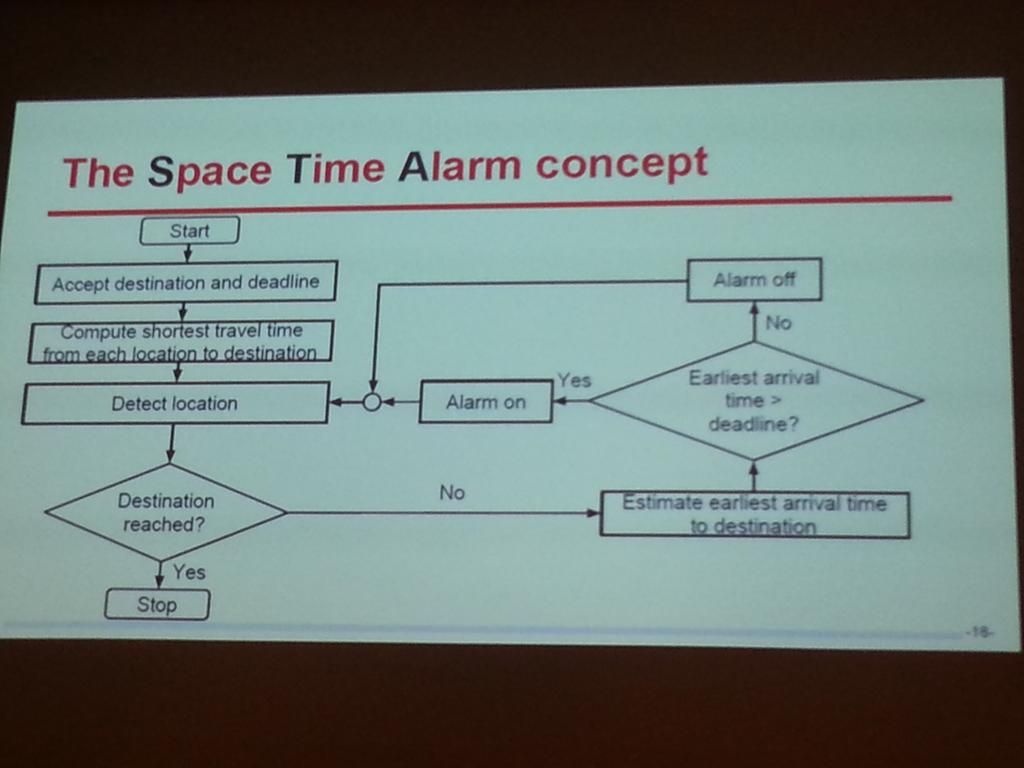 The Space Time Alarm concept
Start
Accept destination and deadline
Compute shortest travel time
from each location to destination
Detect location
Destination
reached?
Yes
Stop
No
Estimate earliest arrival time
to destination
Earliest arrival
time >
deadline?
Yes
Alarm on
No
Alarm off
-18-